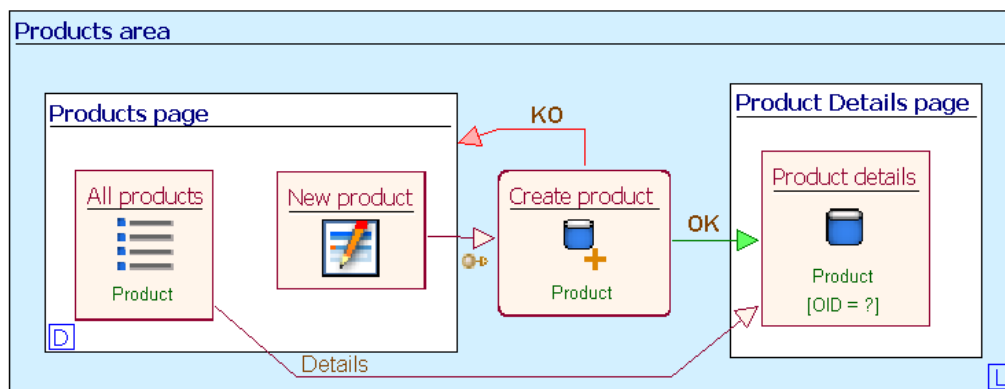 Products area
Products page
Product Details page
KO
All products
New product
Create product
Product details
OK
Product
Product
Product
[OID = ?]
D
Details
L